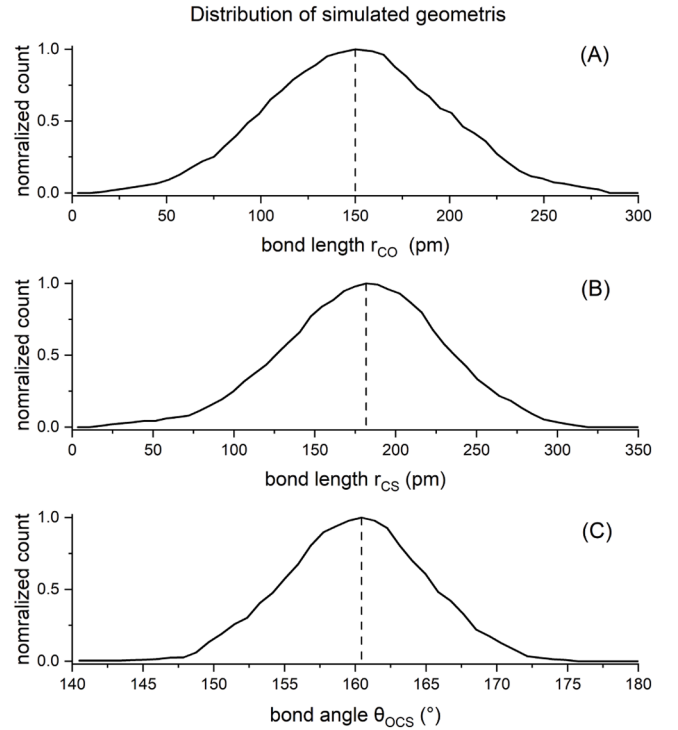 Distribution of simulated geometris
(A)
nomralized count
1.0
0.5
0.0
0 50 100 150 200 250 300
bond length rCO (pm)
(B)
nomralized count
1.0
0.5
0.0
0 50 100 150 200 250 300 350
bond length rCS (pm)
(C)
nomralized count
1.0
0.5
0.0
140 145 150 155 160 165 170 175 180
bond angle θOCS (°)